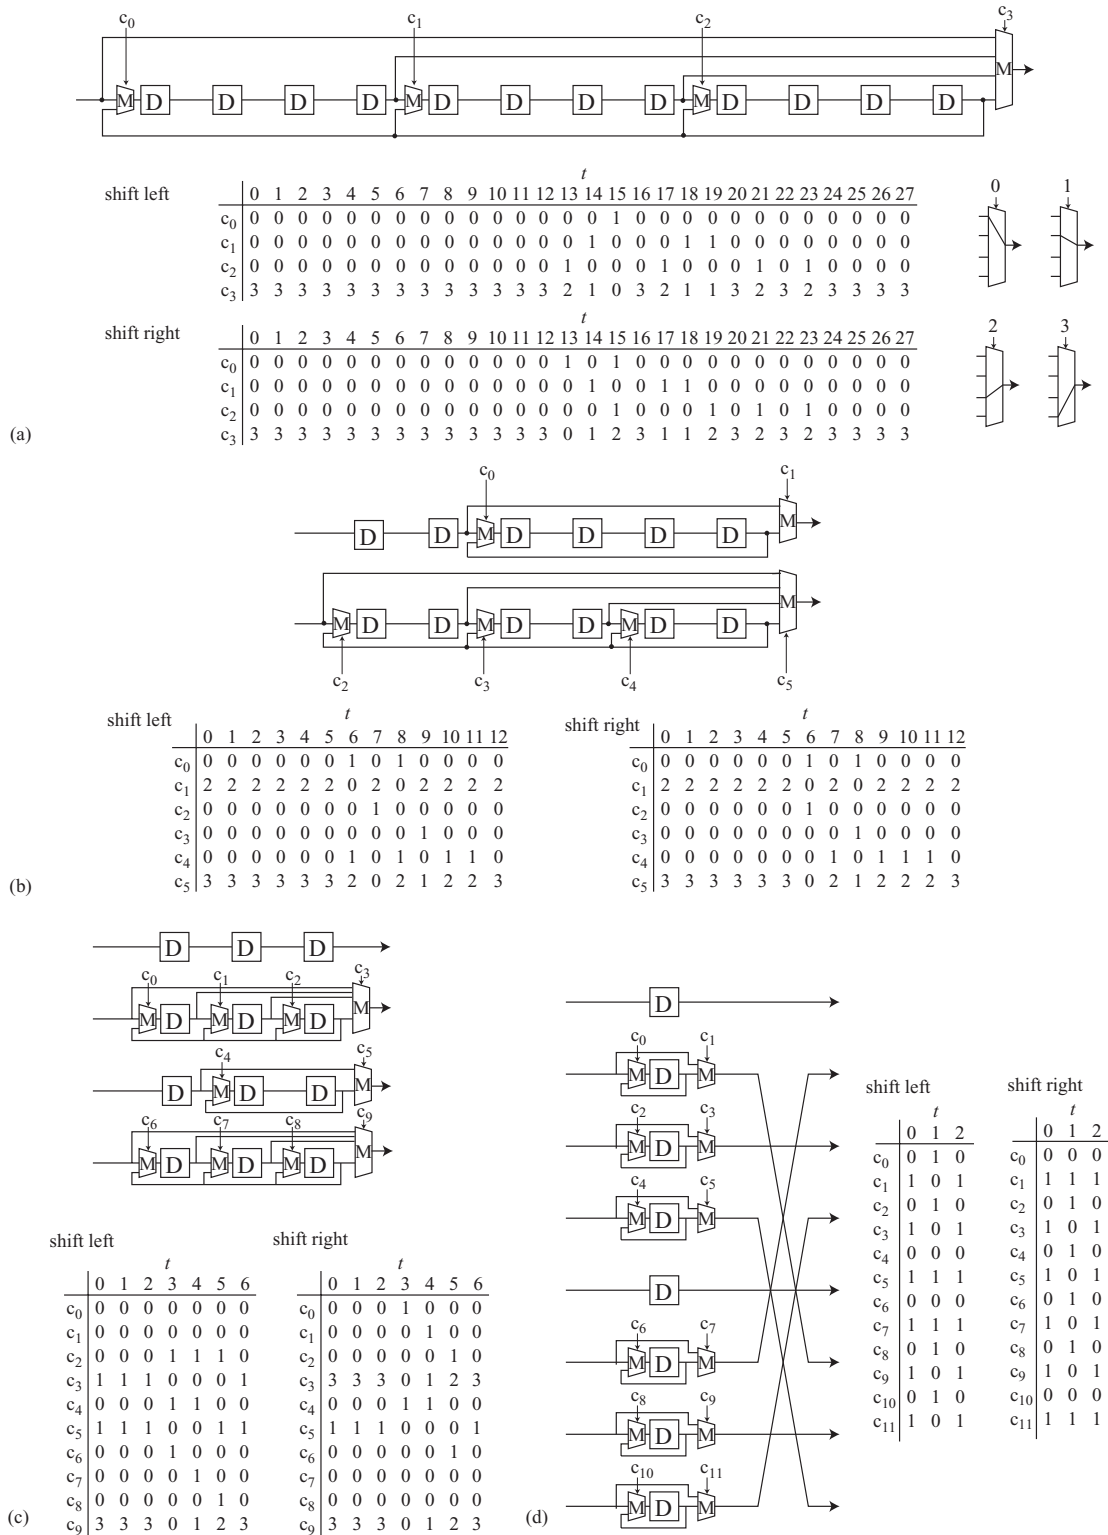 c0 c1 c2 c3
M D D D D M D D D D M D D D D M
t
shift left 0 1 2 3 4 5 6 7 8 9 10 11 12 13 14 15 16 17 18 19 20 21 22 23 24 25 26 27
c0 0 0 0 0 0 0 0 0 0 0 0 0 0 0 0 1 0 0 0 0 0 0 0 0 0 0 0 0
c1 0 0 0 0 0 0 0 0 0 0 0 0 0 0 1 0 0 0 1 1 0 0 0 0 0 0 0 0
c2 0 0 0 0 0 0 0 0 0 0 0 0 0 1 0 0 0 1 0 0 0 1 0 1 0 0 0 0
c3 3 3 3 3 3 3 3 3 3 3 3 3 3 2 1 0 3 2 1 1 3 2 3 2 3 3 3 3
0 1
t
shift right 0 1 2 3 4 5 6 7 8 9 10 11 12 13 14 15 16 17 18 19 20 21 22 23 24 25 26 27
c0 0 0 0 0 0 0 0 0 0 0 0 0 0 1 0 1 0 0 0 0 0 0 0 0 0 0 0 0
c1 0 0 0 0 0 0 0 0 0 0 0 0 0 0 1 0 0 1 1 0 0 0 0 0 0 0 0 0
c2 0 0 0 0 0 0 0 0 0 0 0 0 0 0 0 1 0 0 0 1 0 1 0 1 0 0 0 0
c3 3 3 3 3 3 3 3 3 3 3 3 3 3 0 1 2 3 1 1 2 3 2 3 2 3 3 3 3
2 3
(a)
c0 c1
D D M D D D D M
M D D M D D M D D M
c2 c3 c4 c5
shift left t
0 1 2 3 4 5 6 7 8 9 10 11 12
c0 0 0 0 0 0 0 1 0 1 0 0 0 0
c1 2 2 2 2 2 2 0 2 0 2 2 2 2
c2 0 0 0 0 0 0 0 1 0 0 0 0 0
c3 0 0 0 0 0 0 0 0 0 1 0 0 0
c4 0 0 0 0 0 0 1 0 1 0 1 1 0
c5 3 3 3 3 3 3 2 0 2 1 2 2 3
shift right t
0 1 2 3 4 5 6 7 8 9 10 11 12
c0 0 0 0 0 0 0 1 0 1 0 0 0 0
c1 2 2 2 2 2 2 0 2 0 2 2 2 2
c2 0 0 0 0 0 0 1 0 0 0 0 0 0
c3 0 0 0 0 0 0 0 0 1 0 0 0 0
c4 0 0 0 0 0 0 0 1 0 1 1 1 0
c5 3 3 3 3 3 3 0 2 1 2 2 2 3
(b)
D D D
c0 c1 c2 c3
M D M D M D M
c4 c5
D M D D M
c6 c7 c8 c9
M D M D M D M
shift left
t
0 1 2 3 4 5 6
c0 0 0 0 0 0 0 0
c1 0 0 0 0 0 0 0
c2 0 0 0 1 1 1 0
c3 1 1 1 0 0 0 1
c4 0 0 0 1 1 0 0
c5 1 1 1 0 0 1 1
c6 0 0 0 1 0 0 0
c7 0 0 0 0 1 0 0
c8 0 0 0 0 0 1 0
c9 3 3 3 0 1 2 3
shift right
t
0 1 2 3 4 5 6
c0 0 0 0 1 0 0 0
c1 0 0 0 0 1 0 0
c2 0 0 0 0 0 1 0
c3 3 3 3 0 1 2 3
c4 0 0 0 1 1 0 0
c5 1 1 1 0 0 0 1
c6 0 0 0 0 0 1 0
c7 0 0 0 0 0 0 0
c8 0 0 0 0 0 0 0
c9 3 3 3 0 1 2 3
(c)
D
c0 c1
M D M
c2 c3
M D M
c4 c5
M D M
D
c6 c7
M D M
c8 c9
M D M
c10 c11
M D M
shift left
t
0 1 2
c0 0 1 0
c1 1 0 1
c2 0 1 0
c3 1 0 1
c4 0 0 0
c5 1 1 1
c6 0 0 0
c7 1 1 1
c8 0 1 0
c9 1 0 1
c10 0 1 0
c11 1 0 1
shift right
t
0 1 2
c0 0 0 0
c1 1 1 1
c2 0 1 0
c3 1 0 1
c4 0 1 0
c5 1 0 1
c6 0 1 0
c7 1 0 1
c8 0 1 0
c9 1 0 1
c10 0 0 0
c11 1 1 1
(d)